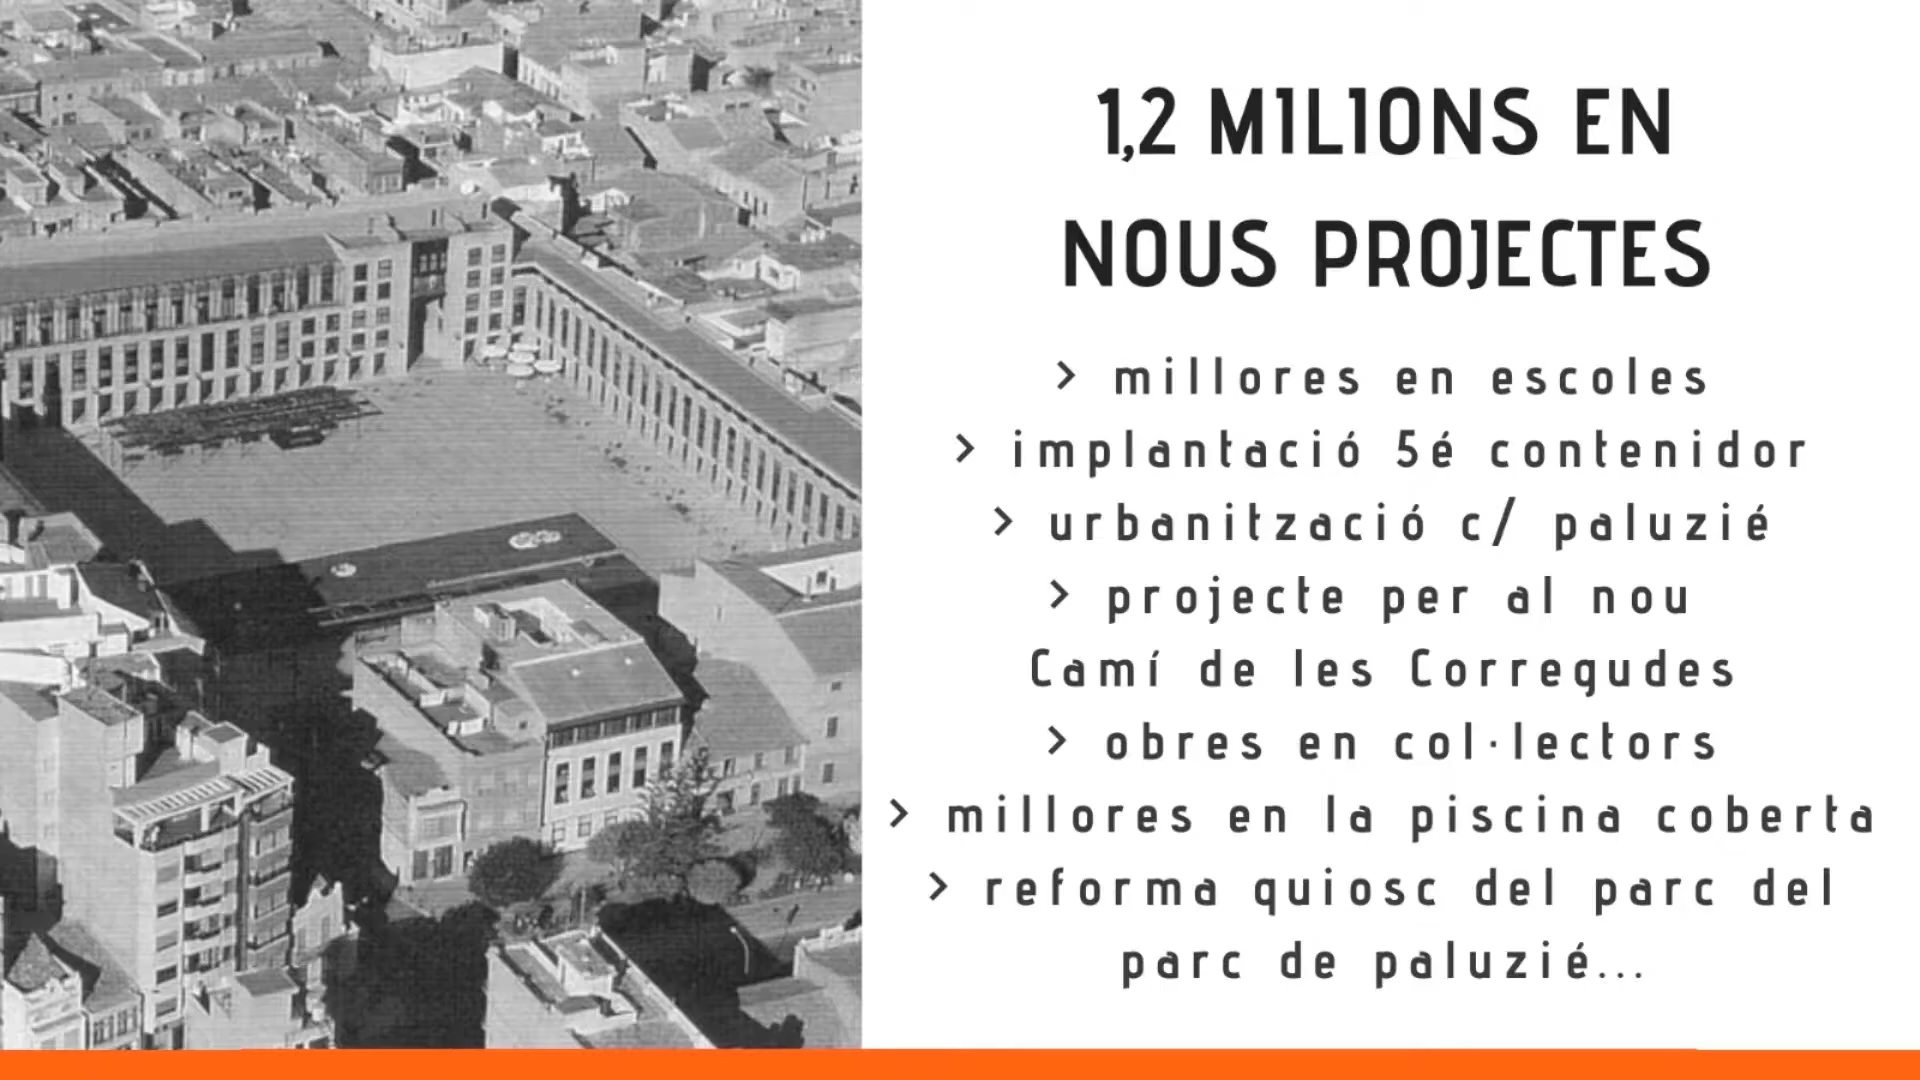 1,2 MILIONS EN
NOUS PROJECTES
> millores en escoles
> implantació 5é contenidor
> urbanització c/ paluzié
> projecte per al nou
Camí de les Corregudes
> obres en col·lectors
> millores en la piscina coberta
> reforma quiosc del parc del
parc de paluzié...